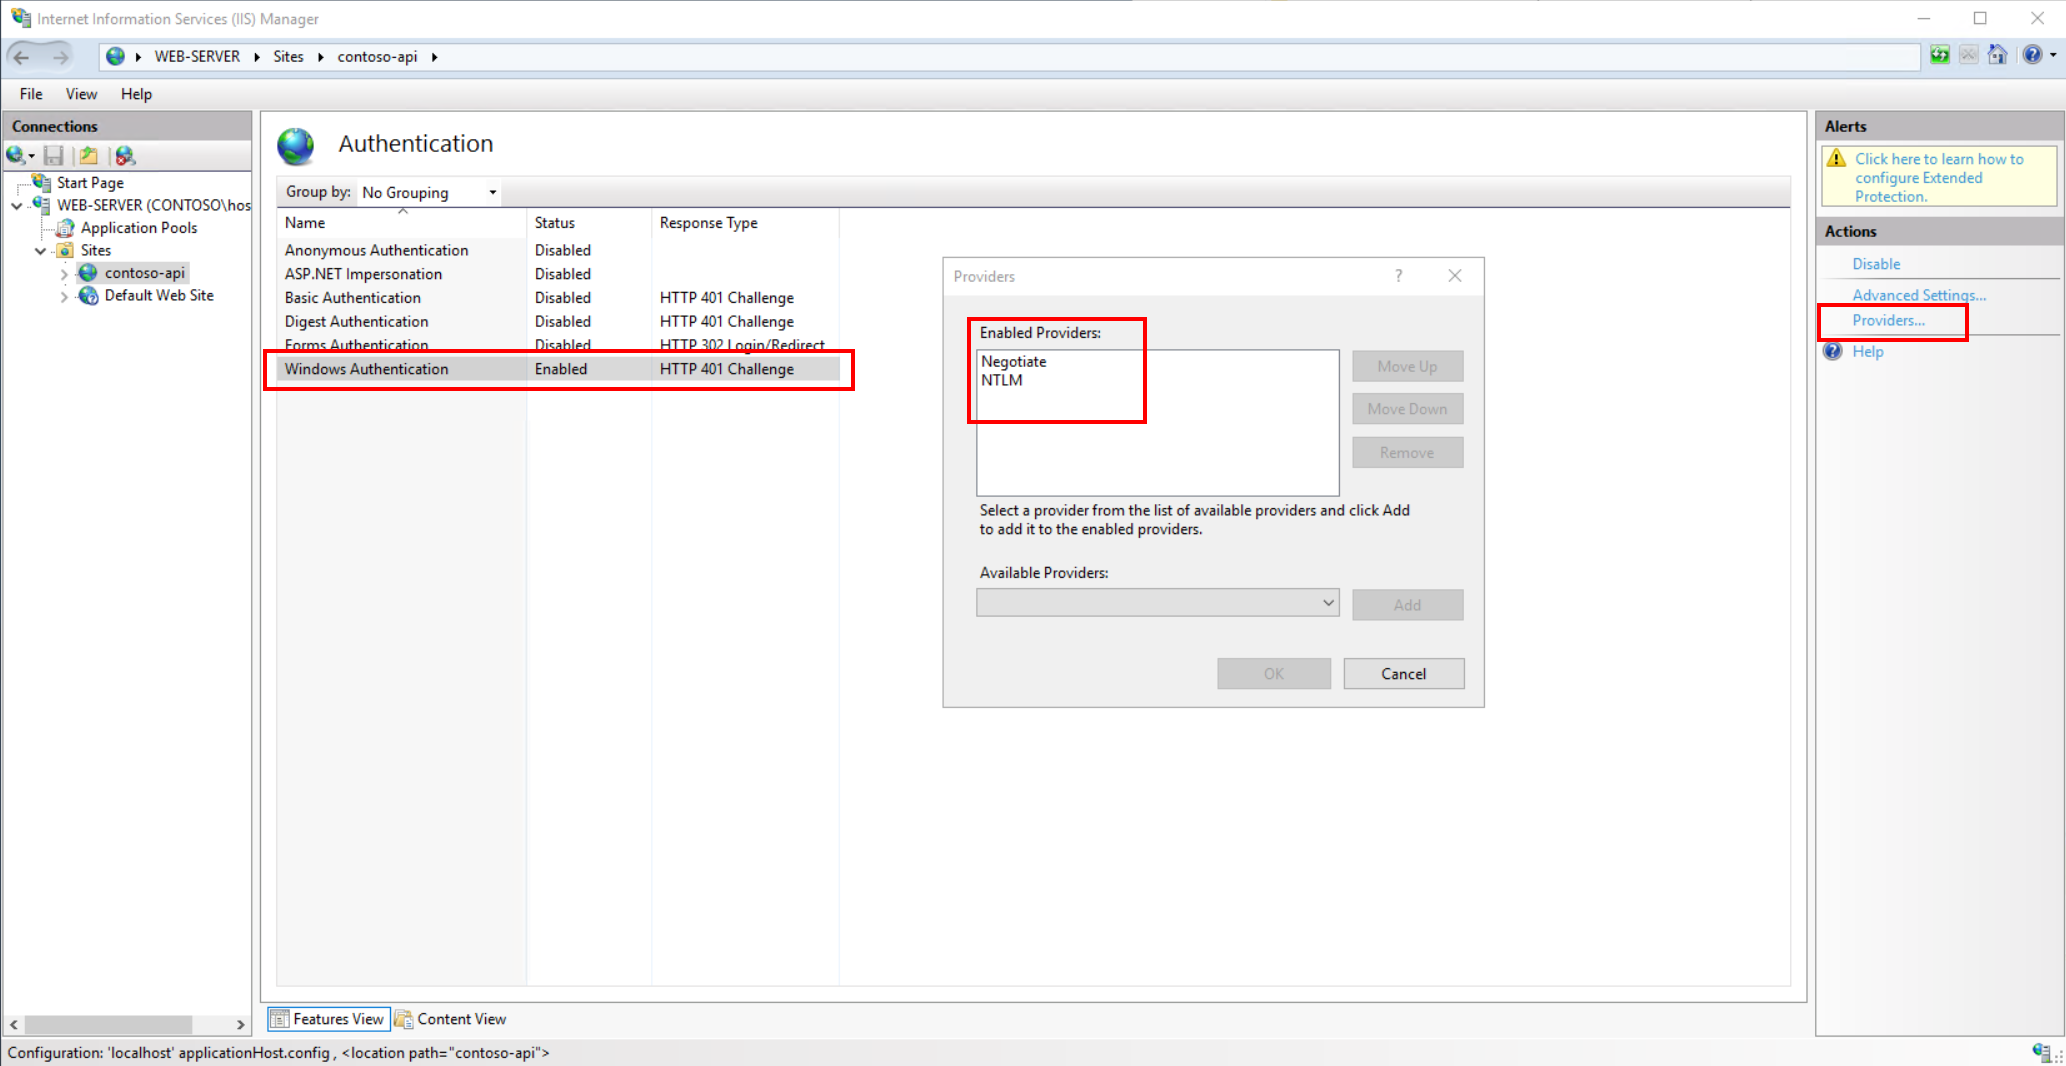 Internet Information Services (IIS) Manager
WEB-SERVER Sites contoso-api
File View Help
Connections
Start Page
WEB-SERVER (CONTOSO\hos
Application Pools
Sites
contoso-api
Default Web Site
Authentication
Group by: No Grouping
Name Status Response Type
Anonymous Authentication Disabled
ASP.NET Impersonation Disabled
Basic Authentication Disabled HTTP 401 Challenge
Digest Authentication Disabled HTTP 401 Challenge
Forms Authentication Disabled HTTP 302 Login/Redirect
Windows Authentication Enabled HTTP 401 Challenge
Providers ?
Enabled Providers:
Negotiate
NTLM
Move Up
Move Down
Remove
Select a provider from the list of available providers and click Add
to add it to the enabled providers.
Available Providers:
Add
OK Cancel
Alerts
Click here to learn how to
configure Extended
Protection.
Actions
Disable
Advanced Settings...
Providers...
Help
Features View Content View
Configuration: 'localhost' applicationHost.config , <location path="contoso-api">